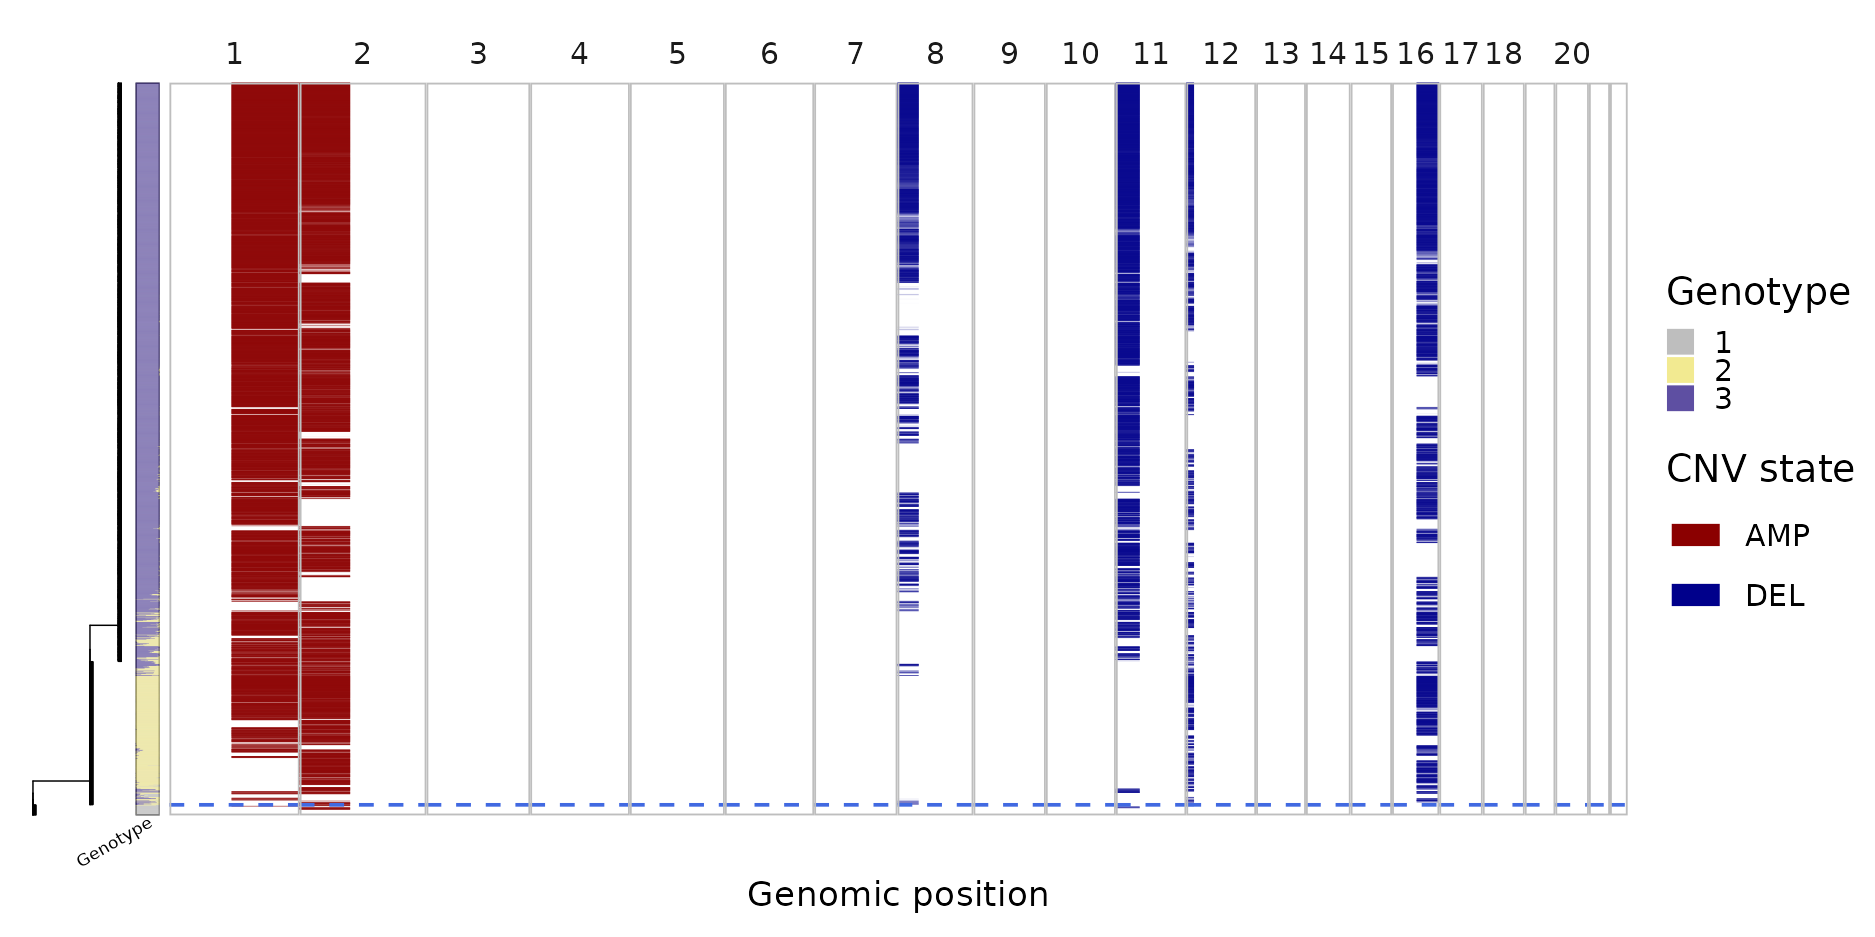 1 2 3 4 5 6 7 8 9 10 11 12 13 14 15 16 17 18 20
Genotype
1
2
3
CNV state
AMP
DEL
Genotype
Genomic position